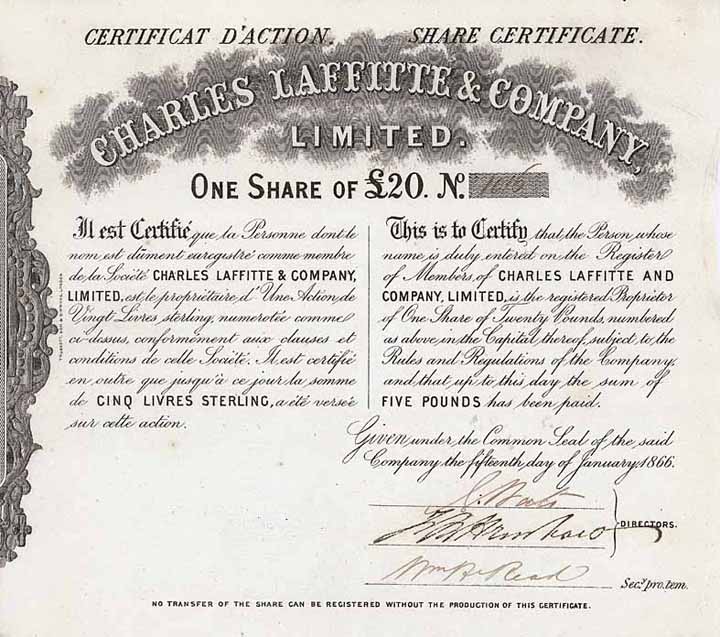 CERTIFICAT D'ACTION. SHARE CERTIFICATE.
CHARLES LAFFITTE & COMPANY,
LIMITED.
ONE SHARE OF £20. No.
Il est Certifié que la Personne dont le
nom est dûment enregistré comme membre
de la Société CHARLES LAFFITTE & COMPANY,
LIMITED, est le propriétaire d'Une Action de
Vingt Livres sterling, numerotée comme
ci-dessus, conformément aux clauses et
conditions de celle Société. Il est certifié
en outre que jusqu'à ce jour la somme
de CINQ LIVRES STERLING, a été versée
sur cette action.
This is to Certify that the Person whose
name is duly entered on the Register
of Members of CHARLES LAFFITTE AND
COMPANY, LIMITED, is the registered Proprietor
of One Share of Twenty Pounds, numbered
as above in the Capital thereof, subject to the
Rules and Regulations of the Company,
and that up to this day the sum of
FIVE POUNDS has been paid.
Given under the Common Seal of the said
Company the fifteenth day of January, 1866.
DIRECTORS.
Wm H. Read
Secy. pro. tem.
NO TRANSFER OF THE SHARE CAN BE REGISTERED WITHOUT THE PRODUCTION OF THIS CERTIFICATE.